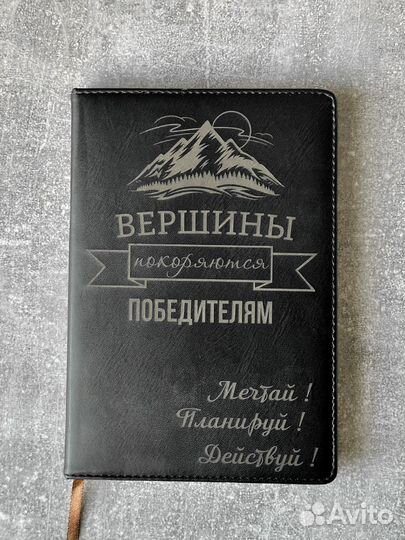 ВЕРШИНЫ
покоряются
ПОБЕДИТЕЛЯМ
Мечтай !
Планируй !
Действуй !
Avito